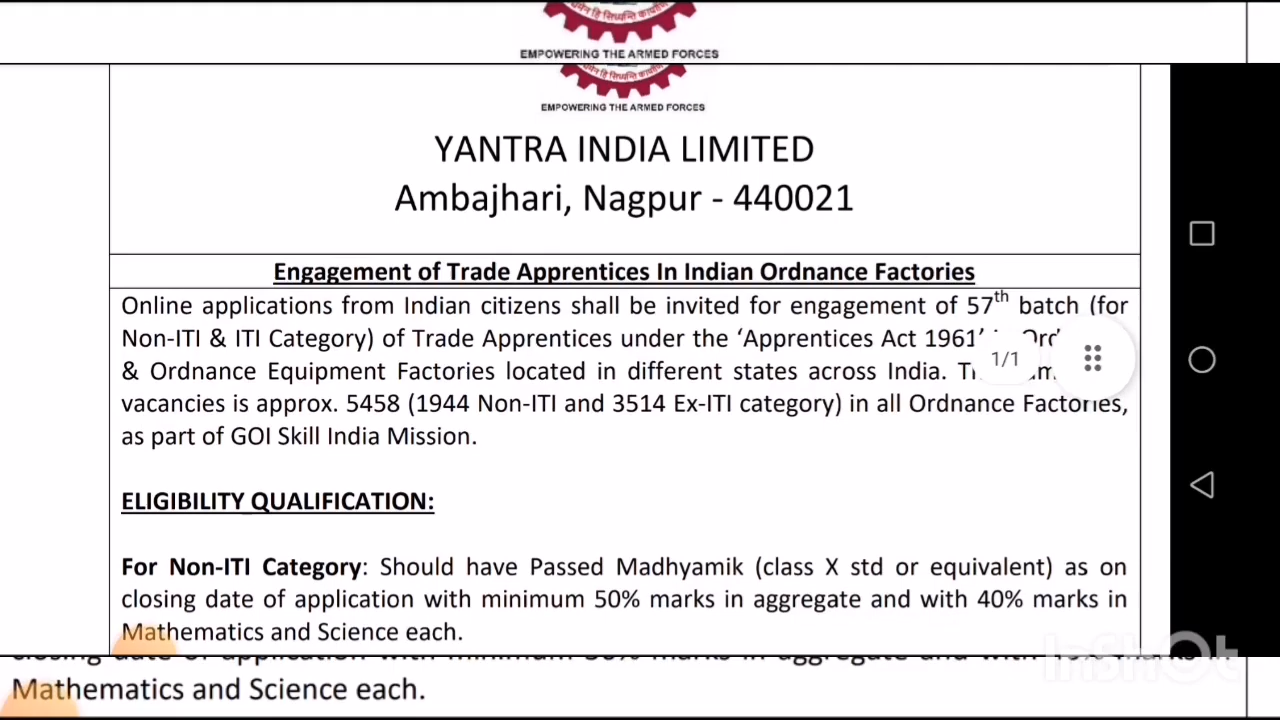 EMPOWERING THE ARMED FORCES
EMPOWERING THE ARMED FORCES
YANTRA INDIA LIMITED
Ambajhari, Nagpur - 440021
Engagement of Trade Apprentices In Indian Ordnance Factories
Online applications from Indian citizens shall be invited for engagement of 57th batch (for
Non-ITI & ITI Category) of Trade Apprentices under the ‘Apprentices Act 1961’
1/1
& Ordnance Equipment Factories located in different states across India.
vacancies is approx. 5458 (1944 Non-ITI and 3514 Ex-ITI category) in all Ordnance Factories,
as part of GOI Skill India Mission.
ELIGIBILITY QUALIFICATION:
For Non-ITI Category: Should have Passed Madhyamik (class X std or equivalent) as on
closing date of application with minimum 50% marks in aggregate and with 40% marks in
Mathematics and Science each.
InShOt
Mathematics and Science each.